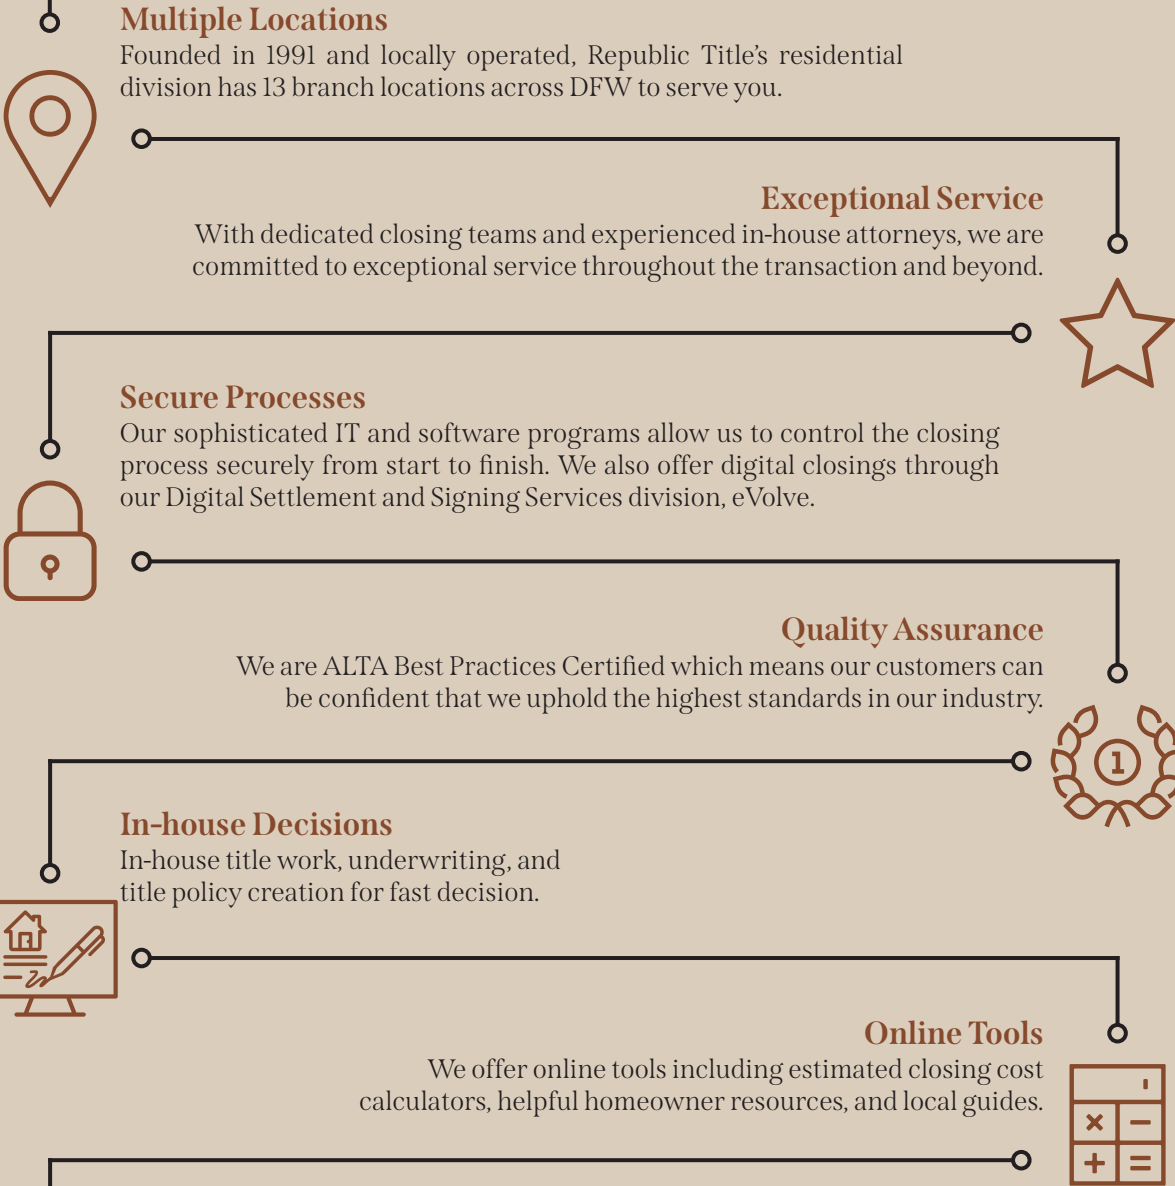 Multiple Locations
Founded in 1991 and locally operated, Republic Title's residential
division has 13 branch locations across DFW to serve you.
Exceptional Service
With dedicated closing teams and experienced in-house attorneys, we are
committed to exceptional service throughout the transaction and beyond.
Secure Processes
Our sophisticated IT and software programs allow us to control the closing
process securely from start to finish. We also offer digital closings through
our Digital Settlement and Signing Services division, eVolve.
Quality Assurance
We are ALTA Best Practices Certified which means our customers can
be confident that we uphold the highest standards in our industry.
1
In-house Decisions
In-house title work, underwriting, and
title policy creation for fast decision.
Online Tools
We offer online tools including estimated closing cost
calculators, helpful homeowner resources, and local guides.
× −
+ =